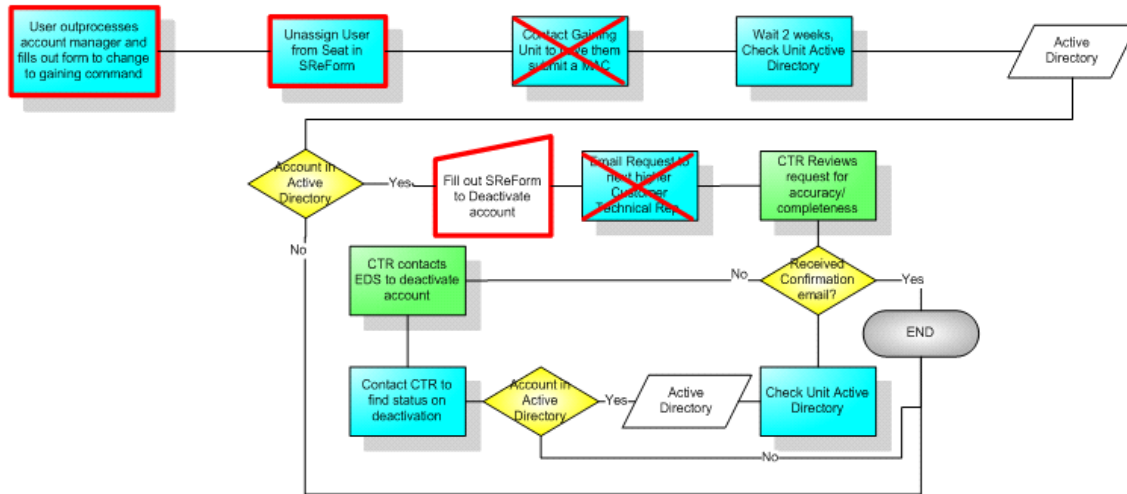 User outprocesses
account manager and
fills out form to change
to gaining command
Unassign User
from Seat in
SReForm
Contact Gaining
Unit to have them
submit a MAC
Wait 2 weeks,
Check Unit Active
Directory
Active
Directory
Account in
Active
Directory
Yes
Fill out SReForm
to Deactivate
account
Email Request to
next higher
Customer
Technical Rep
CTR Reviews
request for
accuracy/
completeness
No
CTR contacts
EDS to deactivate
account
No
Received
Confirmation
email?
Yes
END
Contact CTR to
find status on
deactivation
Account in
Active
Directory
Yes
Active
Directory
Check Unit Active
Directory
No